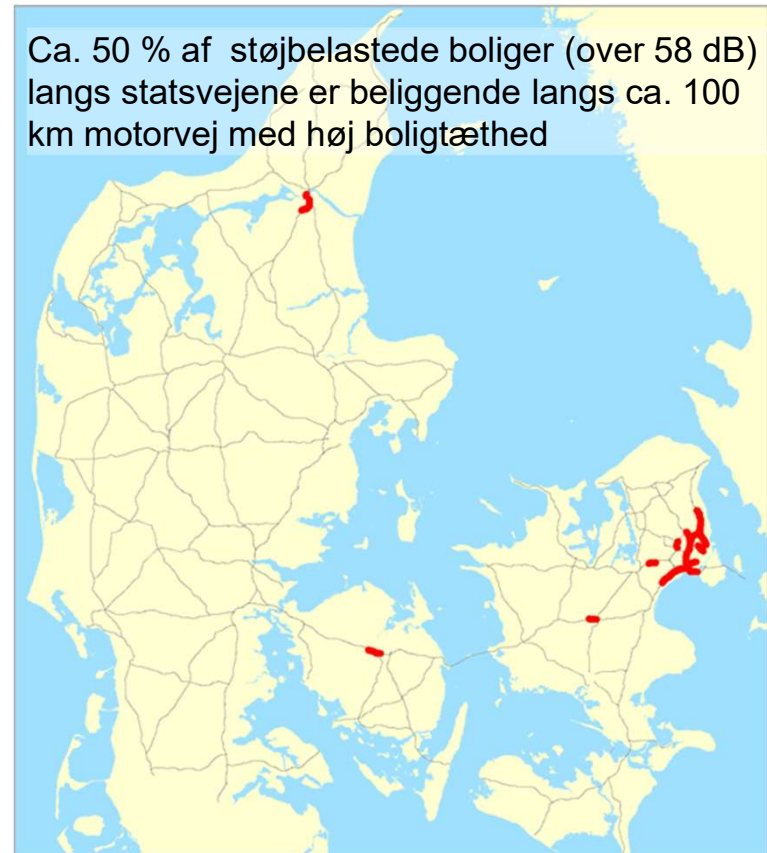 Ca. 50 % af støjbelastede boliger (over 58 dB)
langs statsvejene er beliggende langs ca. 100
km motorvej med høj boligtæthed